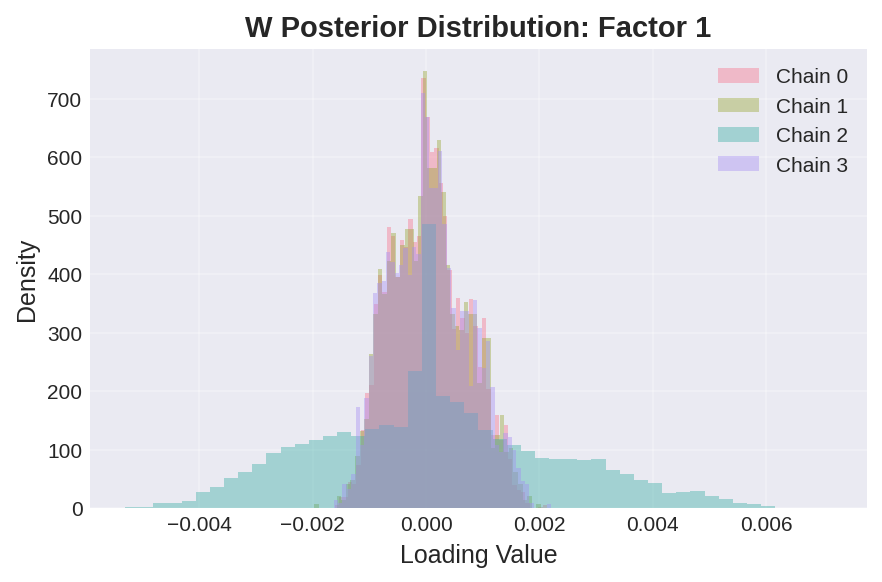 W Posterior Distribution: Factor 1
Chain 0
Chain 1
Chain 2
Chain 3
700
600
500
400
300
200
100
0
Density
−0.004 −0.002 0.000 0.002 0.004 0.006
Loading Value